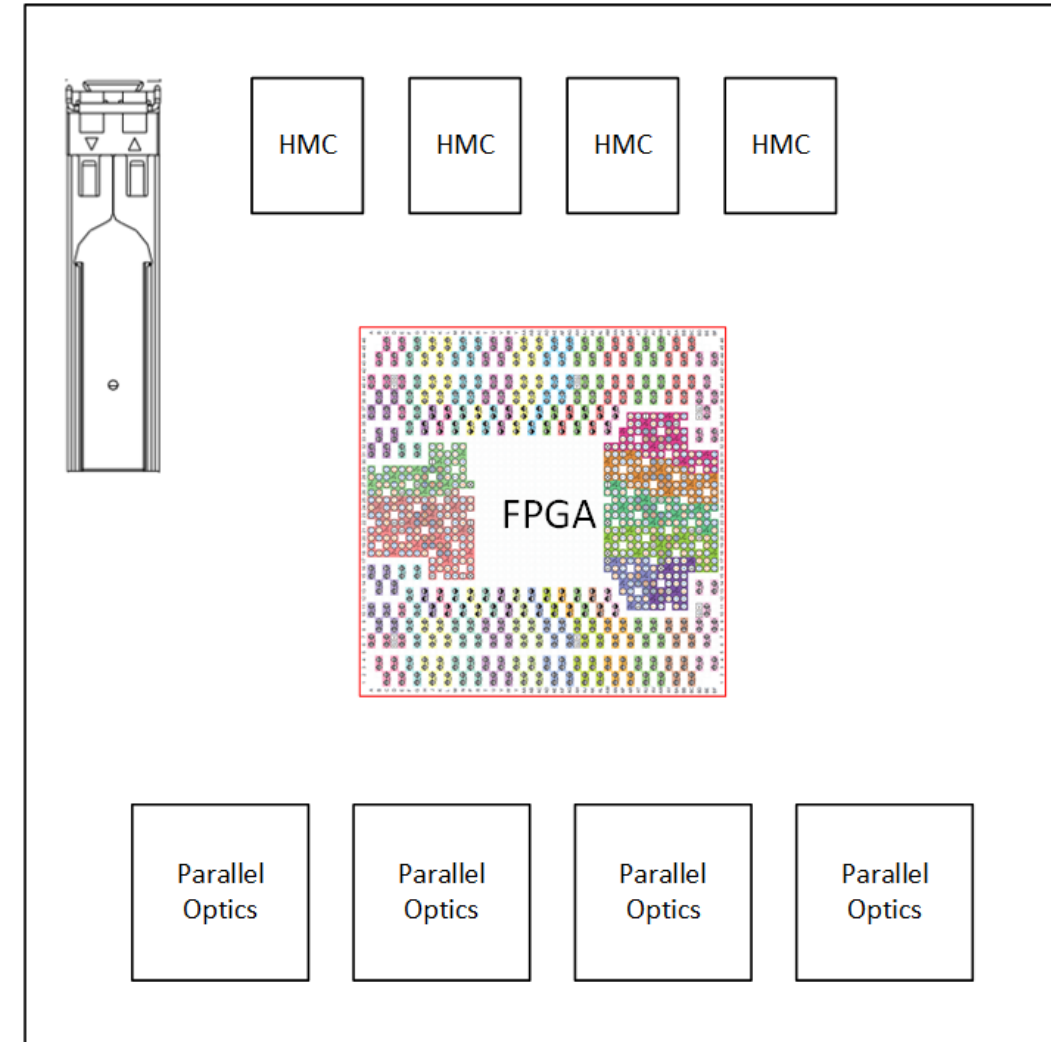 HMC
HMC
HMC
HMC
FPGA
Parallel
Optics
Parallel
Optics
Parallel
Optics
Parallel
Optics